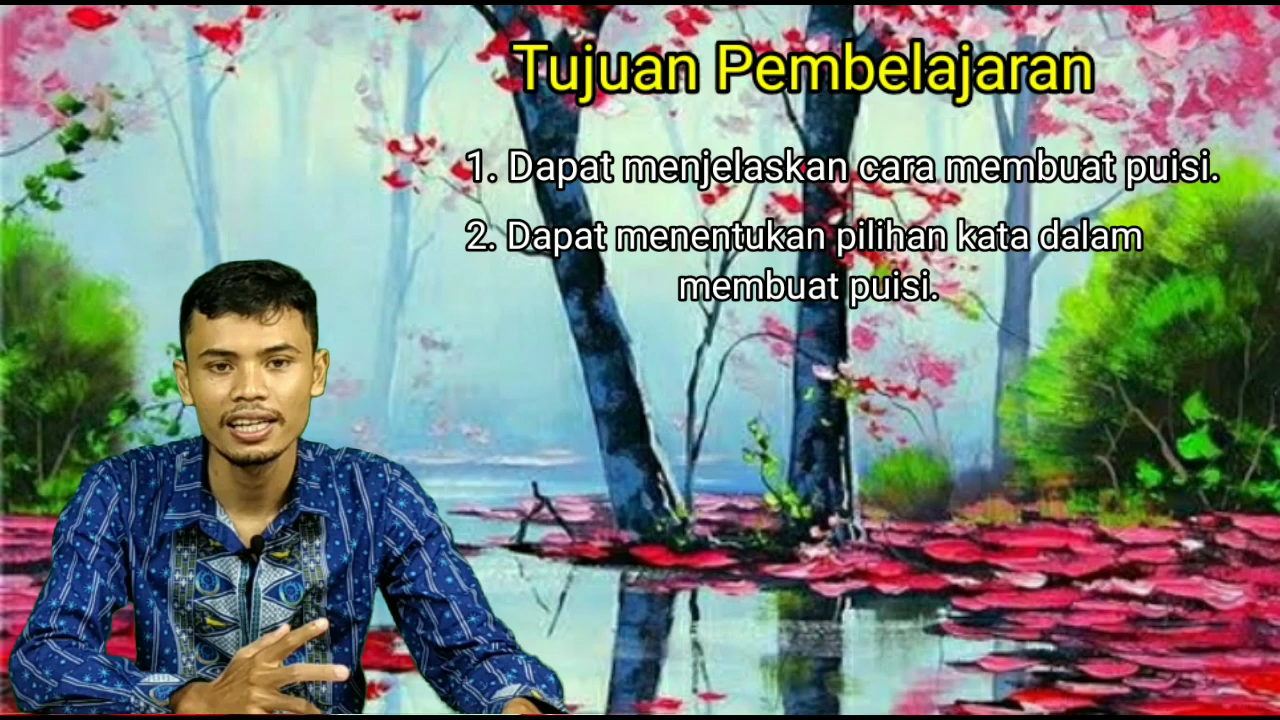 Tujuan Pembelajaran
1. Dapat menjelaskan cara membuat puisi.
2. Dapat menentukan pilihan kata dalam
membuat puisi.